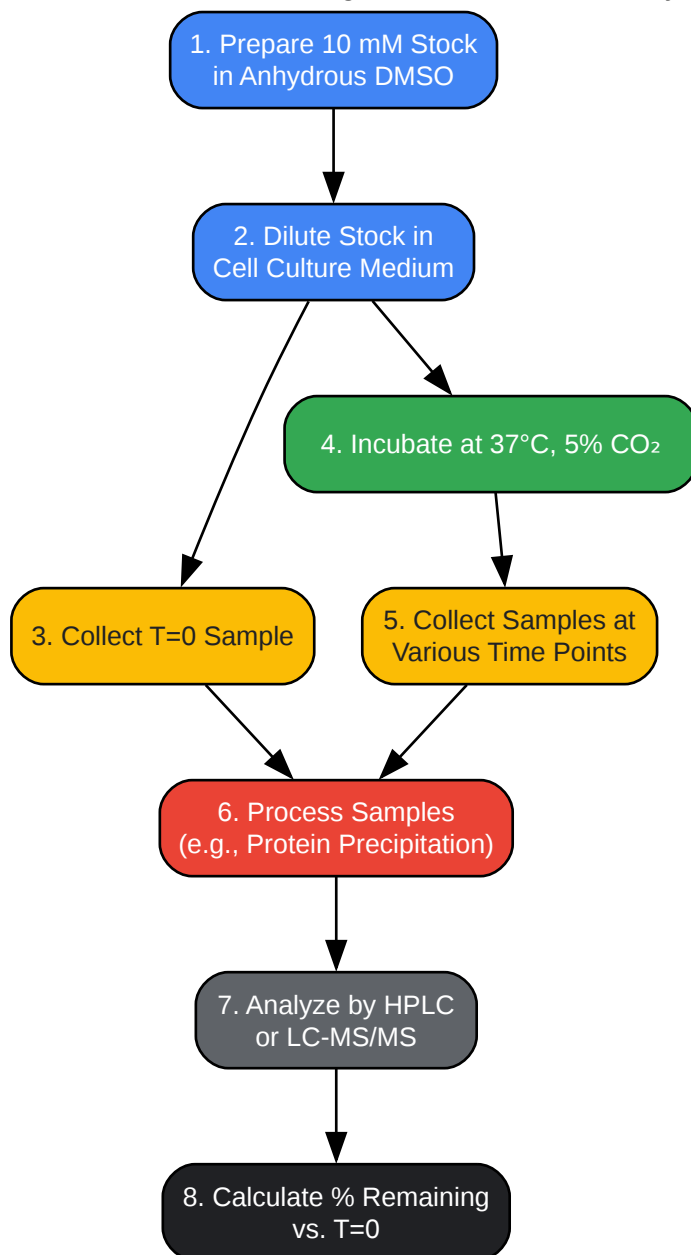 1. Prepare 10 mM Stock
in Anhydrous DMSO
2. Dilute Stock in
Cell Culture Medium
4. Incubate at 37°C, 5% CO₂
3. Collect T=0 Sample
5. Collect Samples at
Various Time Points
6. Process Samples
(e.g., Protein Precipitation)
7. Analyze by HPLC
or LC-MS/MS
8. Calculate % Remaining
vs. T=0